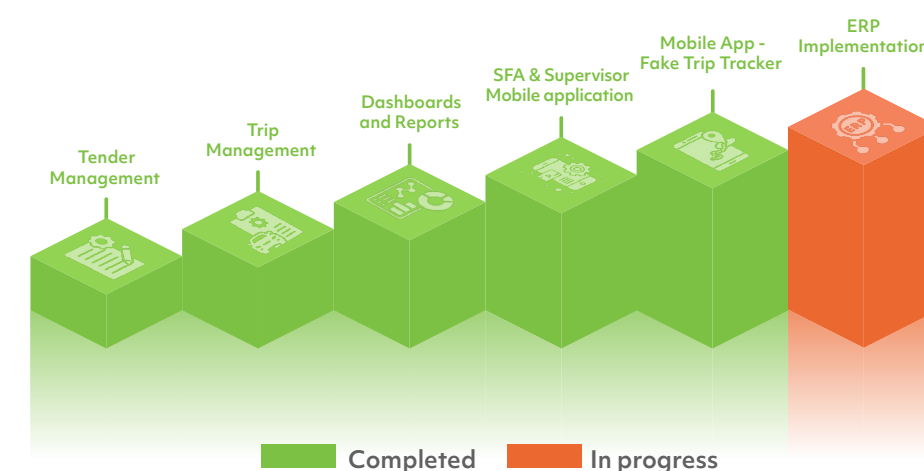 Tender
Management
Trip
Management
Dashboards
and Reports
SFA & Supervisor
Mobile application
Mobile App -
Fake Trip Tracker
ERP
Implementation
ERP
Completed
In progress